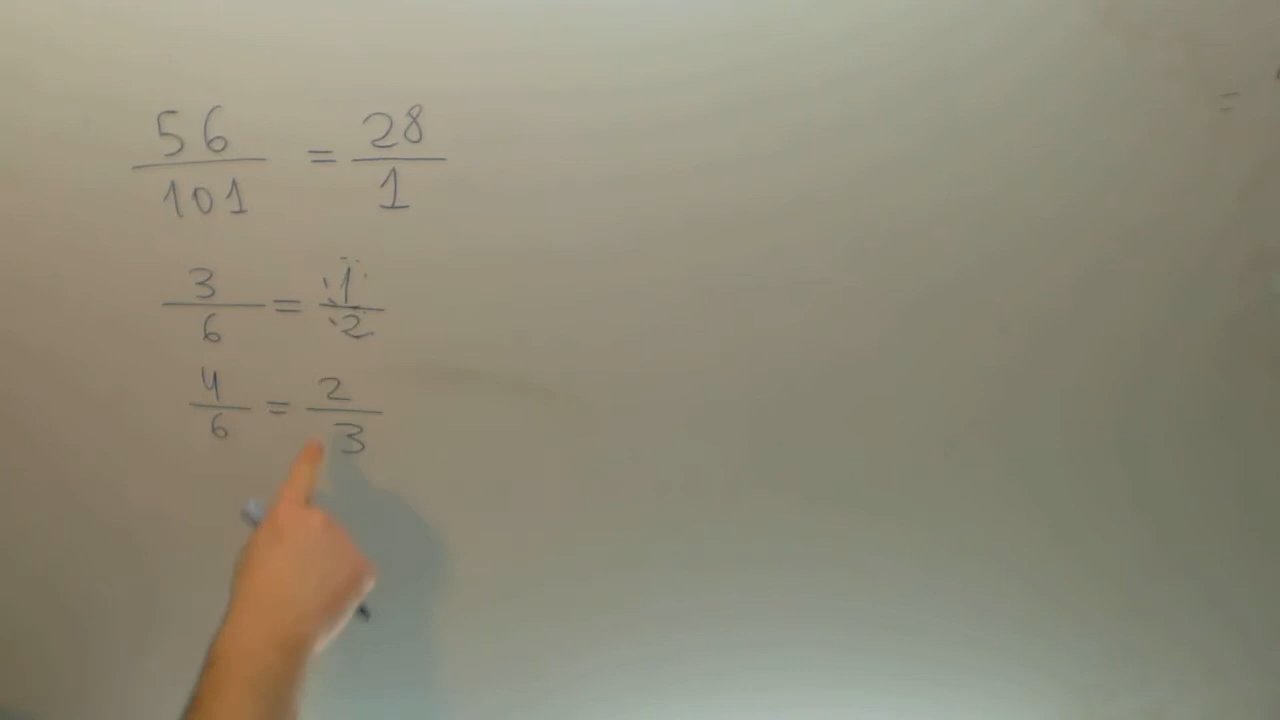 56/101 = 28/1
3/6 = 1/2
4/6 = 2/3
=